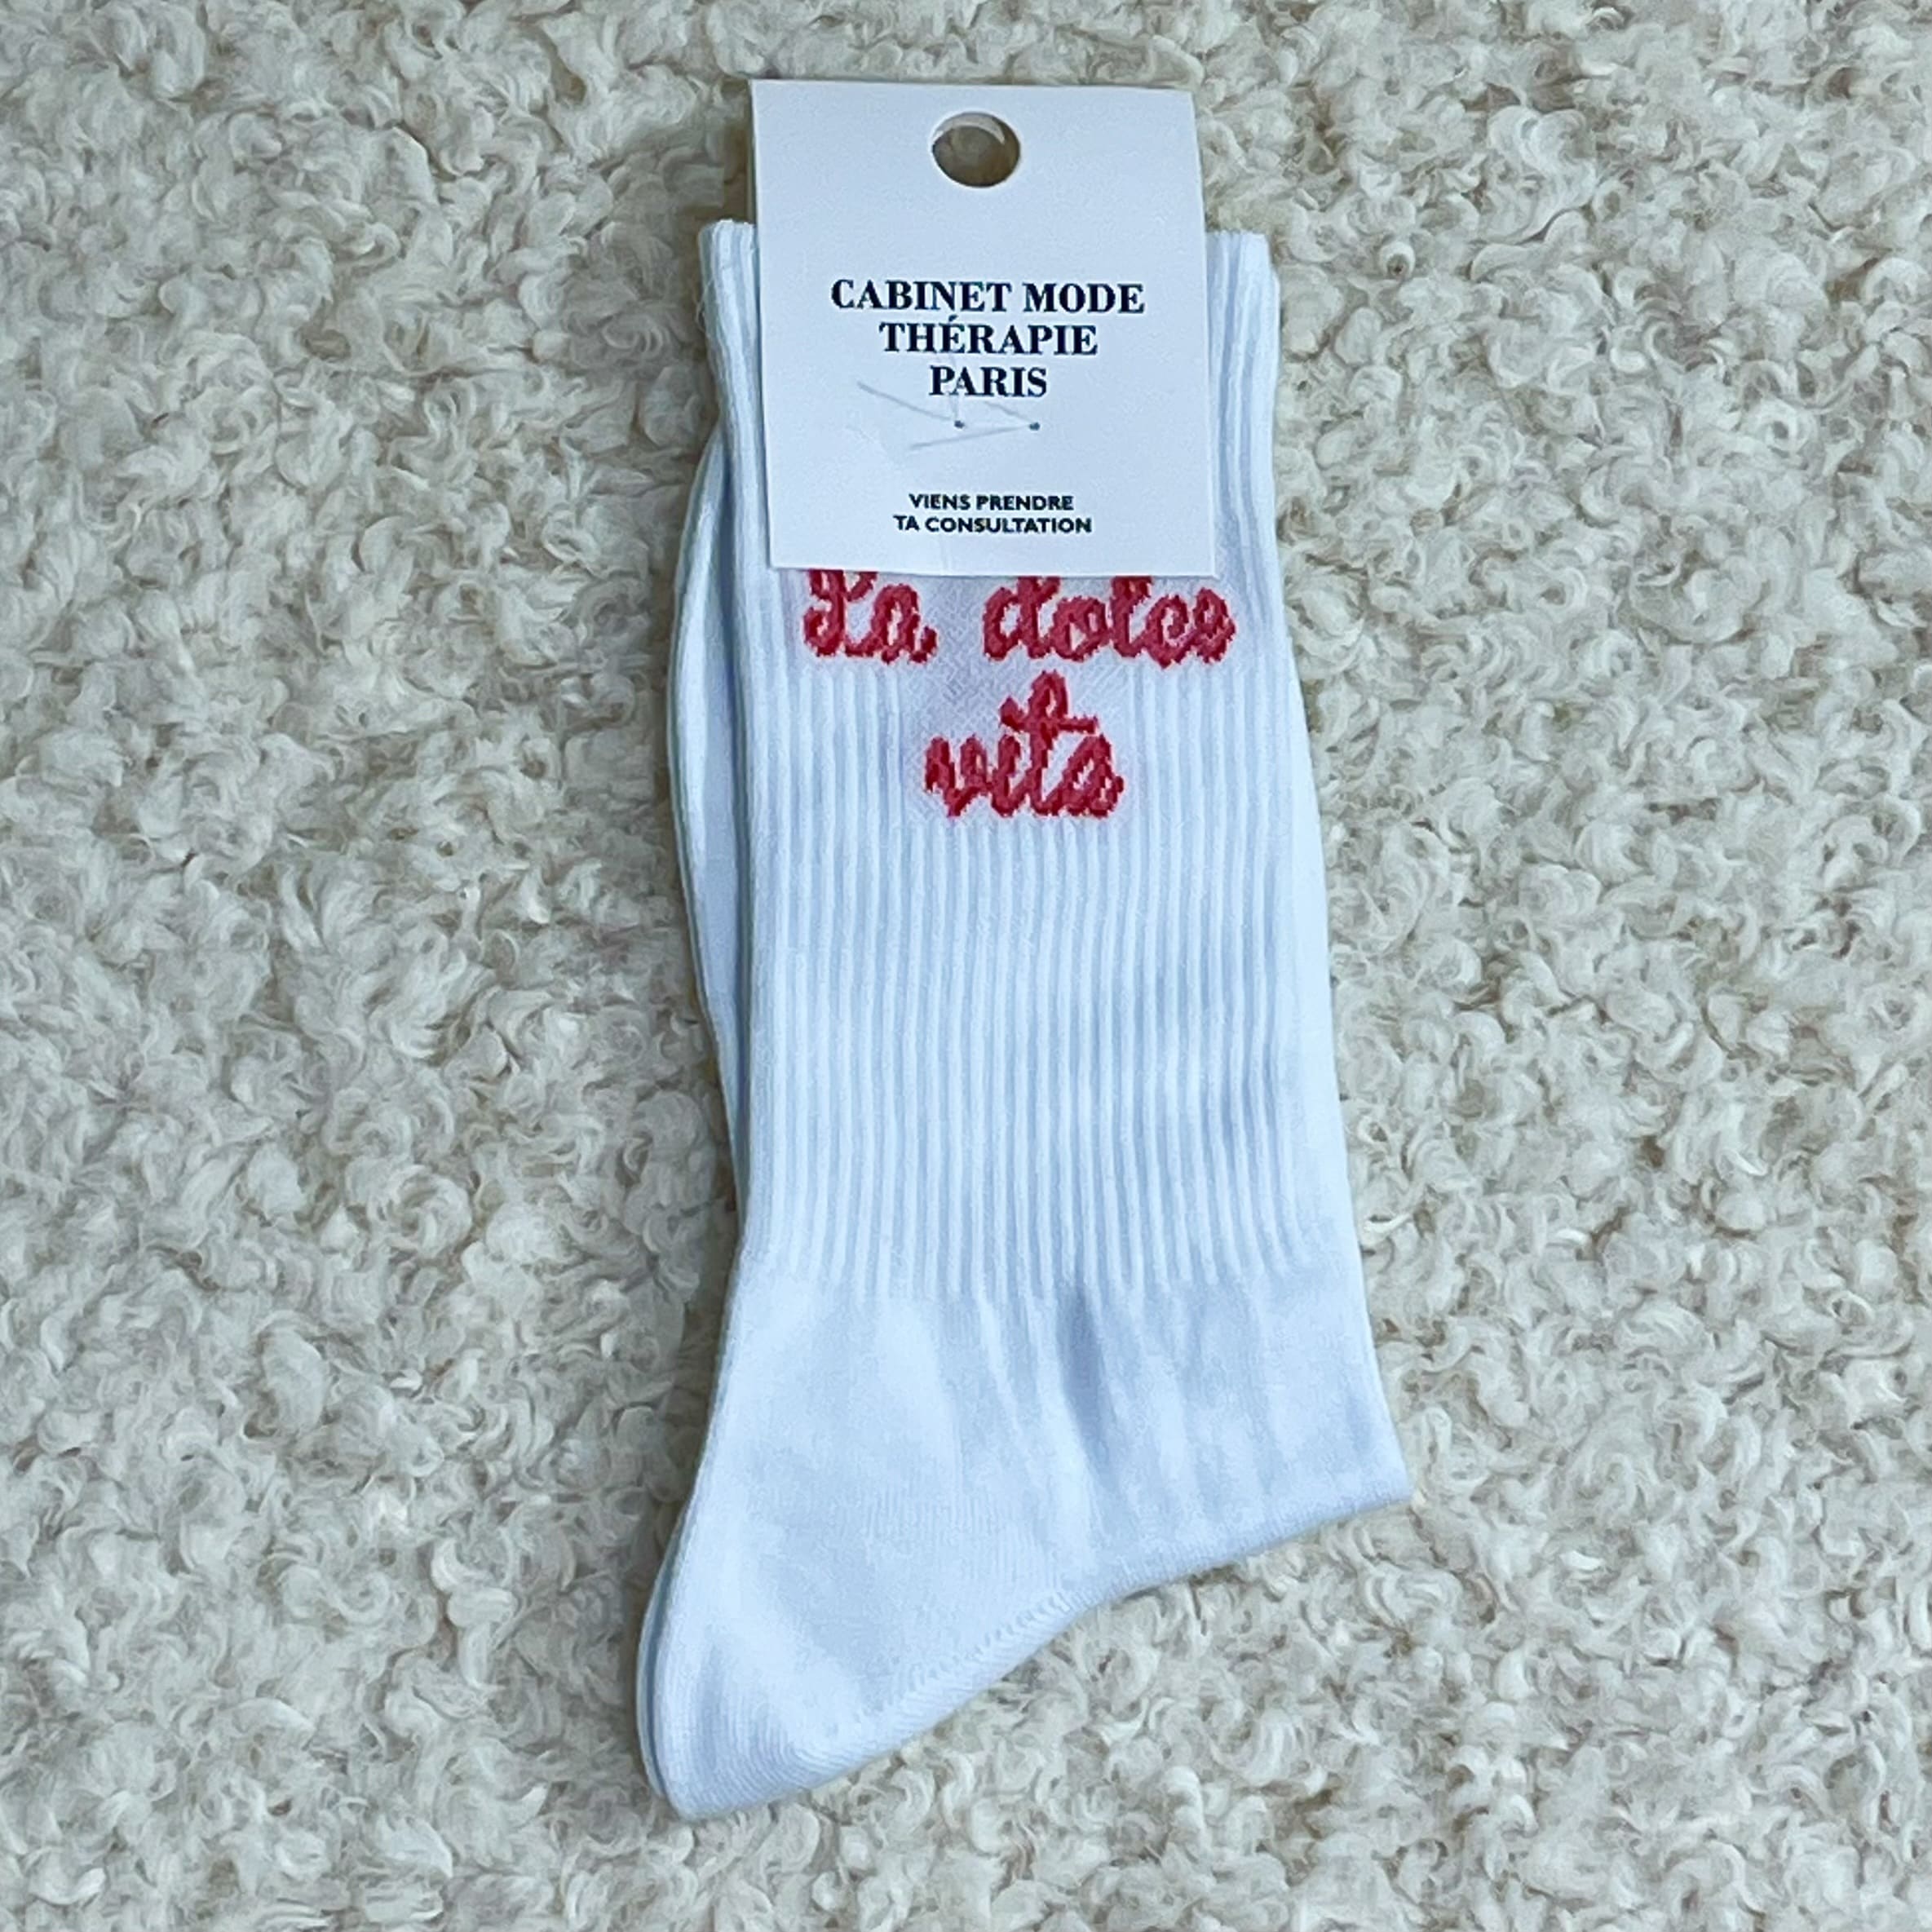 CABINET MODE
THÉRAPIE
PARIS
VIENS PRENDRE
TA CONSULTATION
La dolce
vita